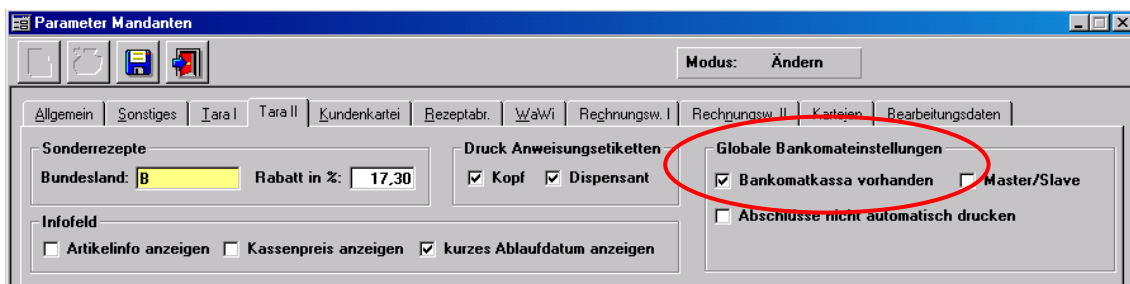 Parameter Mandanten
Modus: Ändern
Allgemein Sonstiges Tara I Tara II Kundenkartei Rezeptabr. WaWi Rechnungsw. I Rechnungsw. II Karteien Bearbeitungsdaten
Sonderrezepte
Bundesland: B Rabatt in %: 17,30
Druck Anweisungsetiketten
Kopf Dispensant
Globale Bankomateinstellungen
Bankomatkassa vorhanden Master/Slave
Abschlüsse nicht automatisch drucken
Infofeld
Artikelinfo anzeigen Kassenpreis anzeigen kurzes Ablaufdatum anzeigen